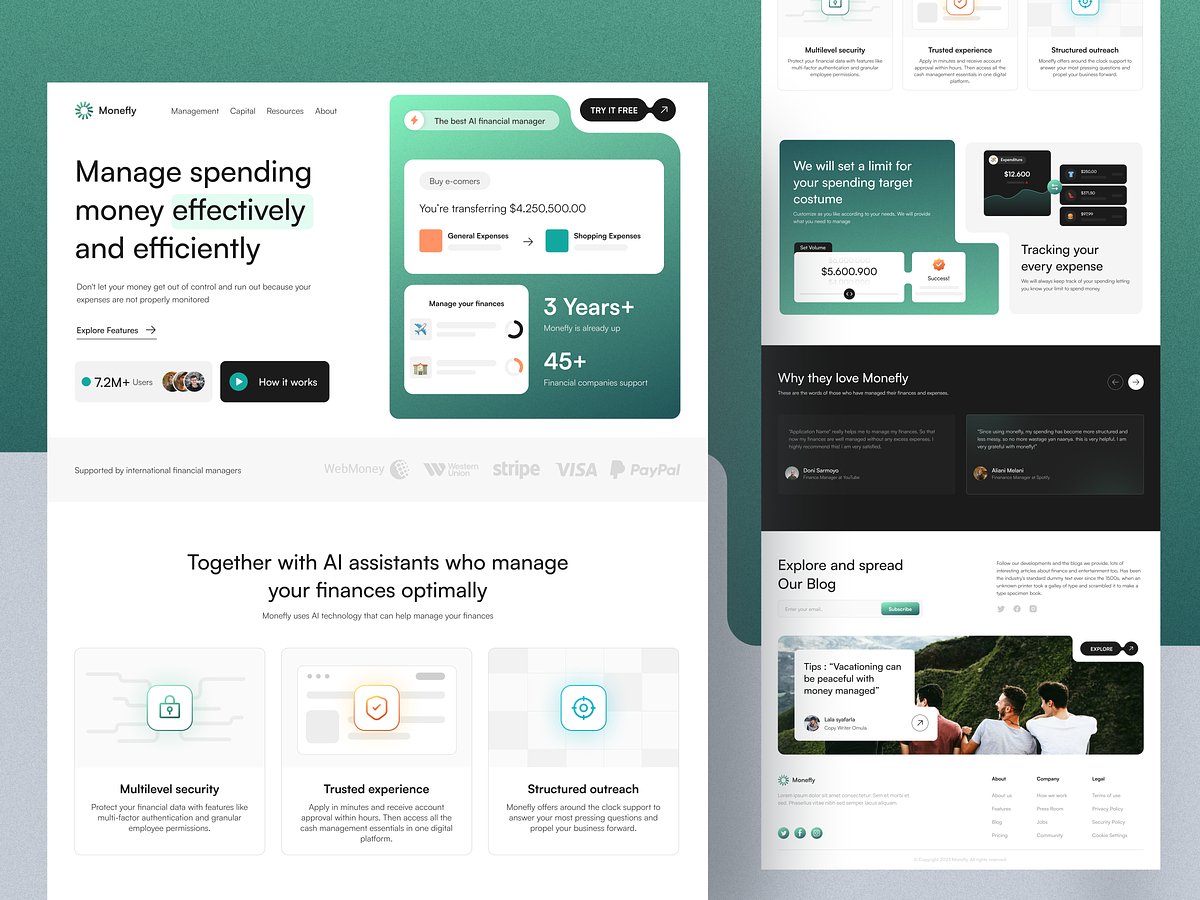 Monefly
Management
Capital
Resources
About
The best AI financial manager
TRY IT FREE
Manage spending
money effectively
and efficiently
Don't let your money get out of control and run out because your
expenses are not properly monitored
Explore Features
7.2M+ Users
How it works
Buy e-comers
You're transferring $4.250,500.00
General Expenses
Shopping Expenses
Manage your finances
3 Years+
Monefly is already up
45+
Financial companies support
Supported by international financial managers
WebMoney
Western
Union
stripe
VISA
PayPal
Together with AI assistants who manage
your finances optimally
Monefly uses AI technology that can help manage your finances
Multilevel security
Protect your financial data with features like
multi-factor authentication and granular
employee permissions.
Trusted experience
Apply in minutes and receive account
approval within hours. Then access all the
cash management essentials in one digital
platform.
Structured outreach
Monefly offers around the clock support to
answer your most pressing questions and
propel your business forward.
Multilevel security
Protect your financial data with features like
multi-factor authentication and granular
employee permissions.
Trusted experience
Apply in minutes and receive account
approval within hours. Then access all the
cash management essentials in one digital
platform.
Structured outreach
Monefly offers around the clock support to
answer your most pressing questions and
propel your business forward.
We will set a limit for
your spending target
costume
Customize as you like according to your needs. We will provide
what you need to manage
Set Volume
$6.000.000
$5.600.900
Success!
Expenditure
$12.600
$250,00
$371,50
$97,99
Tracking your
every expense
We will always keep track of your spending letting
you know your limit to spend money
Why they love Monefly
These are the words of those who have managed their finances and expenses.
"Application Name" really helps me to manage my finances. So that
now my finances are well managed without any excess expenses. I
highly recommend that I am very satisfied.
Doni Sarmoyo
Finance Manager at YouTube
"Since using monefly, my spending has become more structured and
less messy, so no more wastage yan naanya. this is very helpful. I am
very grateful with monefly!"
Aliani Melani
Finanance Manager at Spotify
Explore and spread
Our Blog
Enter your email...
Subscribe
Follow our developments and the blogs we provide. lots of
interesting articles about finance and entertainment too. Has been
the industry's standard dummy text ever since the 1500s, when an
unknown printer took a galley of type and scrambled it to make a
type specimen book.
EXPLORE
Tips : “Vacationing can
be peaceful with
money managed”
Lala syafaria
Copy Writer Omula
Monefly
Lorem ipsum dolor sit amet consectetur. Sem et morbi et
sed. Phasellus vitae nibh sed semper lacus aliquam.
About
About us
Features
Blog
Pricing
Company
How we work
Press Room
Jobs
Community
Legal
Terms of use
Privacy Policy
Security Policy
Cookie Settings
© Copyright 2023 Monefly, All rights reserved